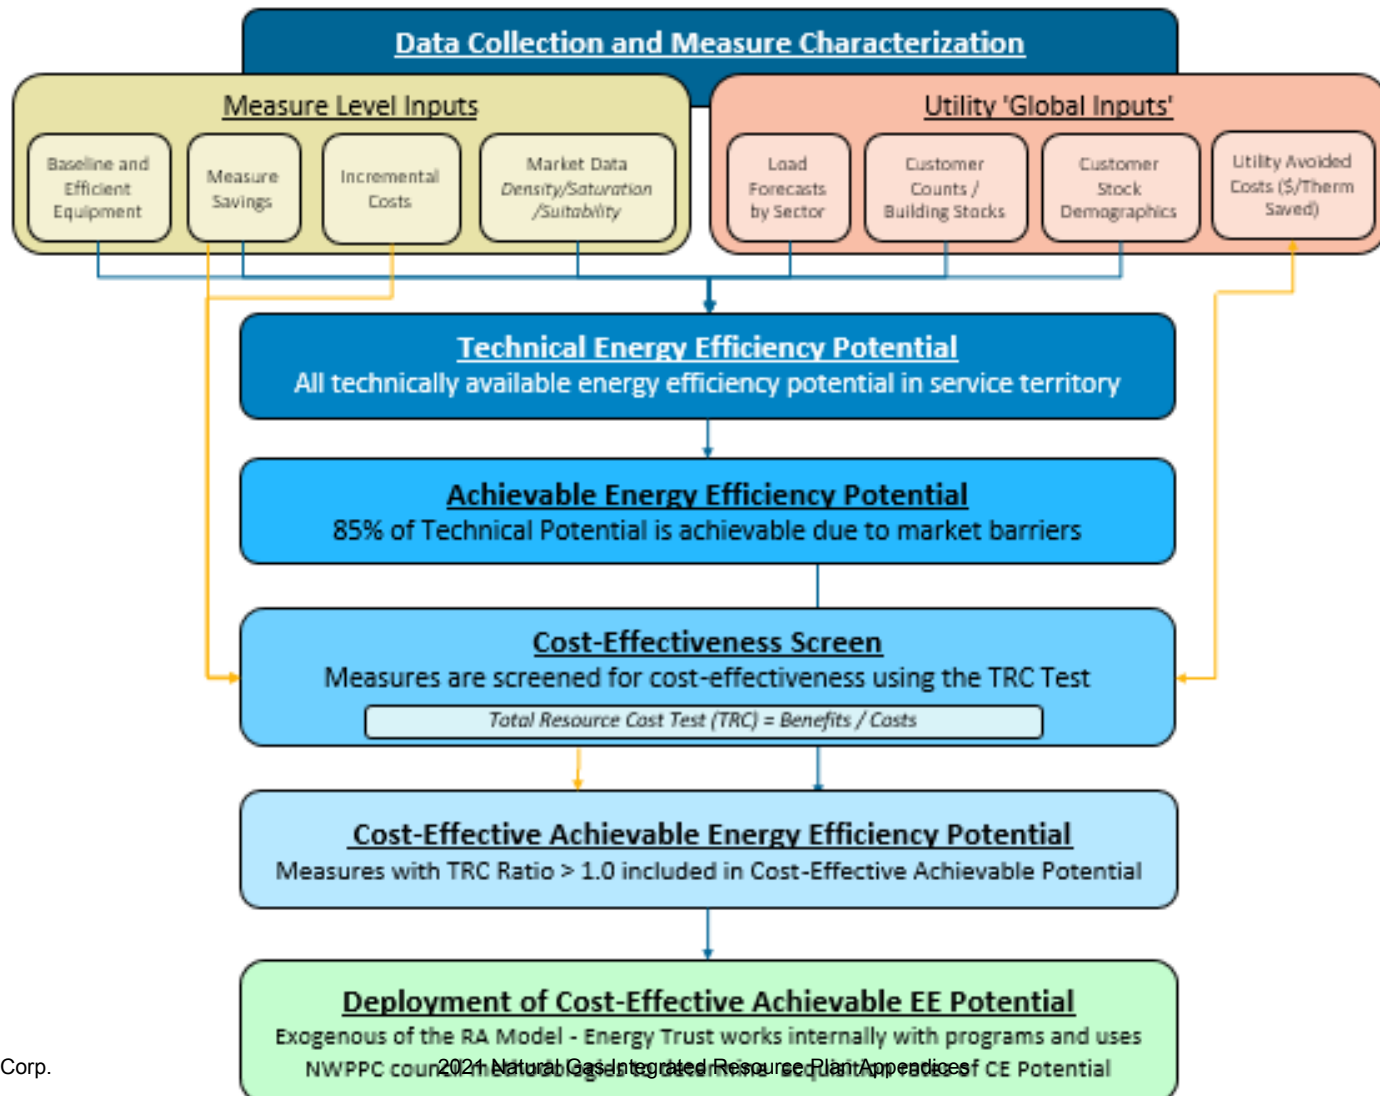 Data Collection and Measure Characterization
Measure Level Inputs
Utility 'Global Inputs'
Baseline and
Efficient
Equipment
Measure
Savings
Incremental
Costs
Market Data
Density/Saturation
/Suitability
Load
Forecasts
by Sector
Customer
Counts /
Building Stocks
Customer
Stock
Demographics
Utility Avoided
Costs ($/Therm
Saved)
Technical Energy Efficiency Potential
All technically available energy efficiency potential in service territory
Achievable Energy Efficiency Potential
85% of Technical Potential is achievable due to market barriers
Cost-Effectiveness Screen
Measures are screened for cost-effectiveness using the TRC Test
Total Resource Cost Test (TRC) = Benefits / Costs
Cost-Effective Achievable Energy Efficiency Potential
Measures with TRC Ratio > 1.0 included in Cost-Effective Achievable Potential
Deployment of Cost-Effective Achievable EE Potential
Exogenous of the RA Model - Energy Trust works internally with programs and uses
NWPPC council methodologies to determine acquisition rates of CE Potential
Corp.
2021 Natural Gas Integrated Resource Plan Appendices